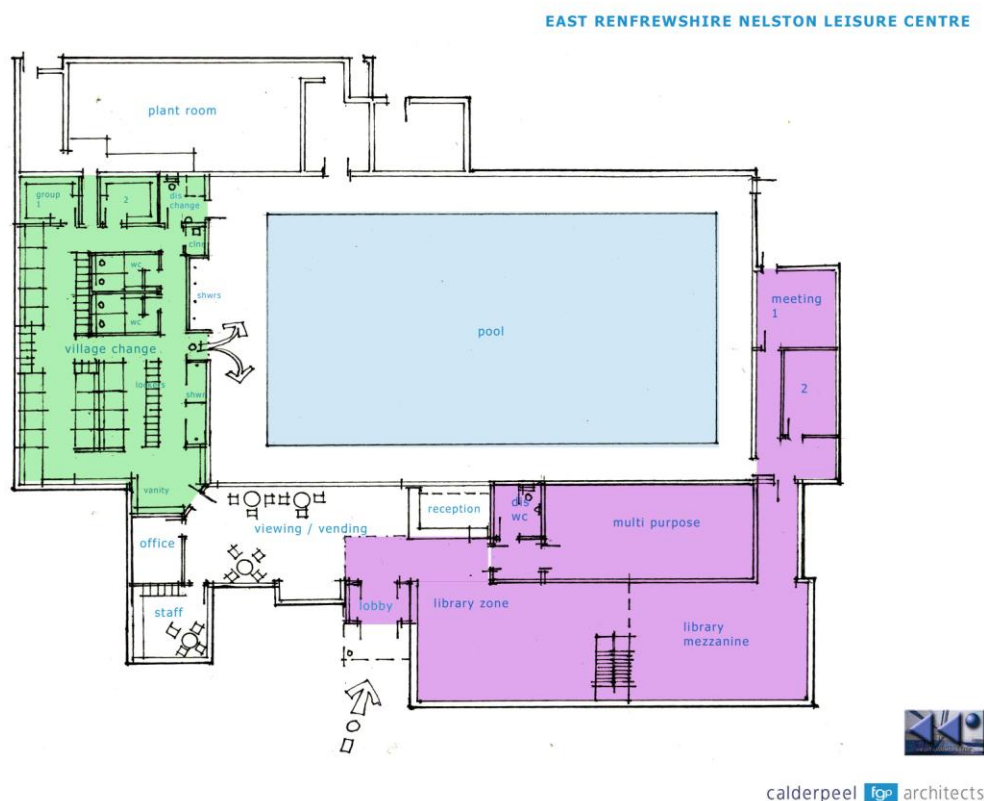 EAST RENFREWSHIRE NELSTON LEISURE CENTRE
plant room
group
1
2
dis
change
clnr
wc
shwrs
wc
village change
lockers
shwrs
vanity
pool
meeting
1
2
viewing / vending
reception
dis
wc
multi purpose
office
staff
lobby
library zone
library
mezzanine
calderpeel fgp architects